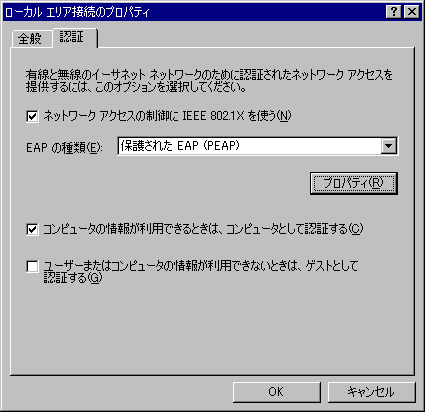 ローカル エリア接続のプロパティ
全般
認証
有線と無線のイーサネット ネットワークのために認証されたネットワーク アクセスを
提供するには、このオプションを選択してください。
ネットワーク アクセスの制御に IEEE 802.1X を使う(N)
EAP の種類(E):
保護された EAP (PEAP)
プロパティ(R)
コンピュータの情報が利用できるときは、コンピュータとして認証する(C)
ユーザーまたはコンピュータの情報が利用できないときは、ゲストとして
認証する(G)
OK
キャンセル